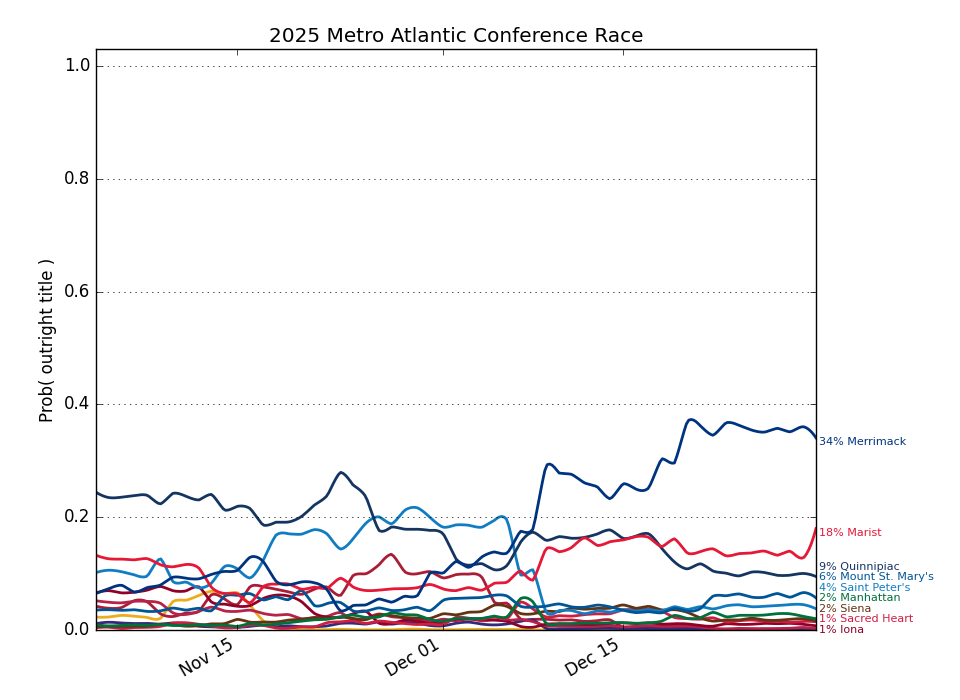 2025 Metro Atlantic Conference Race
Prob( outright title )
1.0
0.8
0.6
0.4
0.2
0.0
Nov 15
Dec 01
Dec 15
34% Merrimack
18% Marist
9% Quinnipiac
6% Mount St. Mary's
4% Saint Peter's
2% Manhattan
2% Siena
1% Sacred Heart
1% Iona